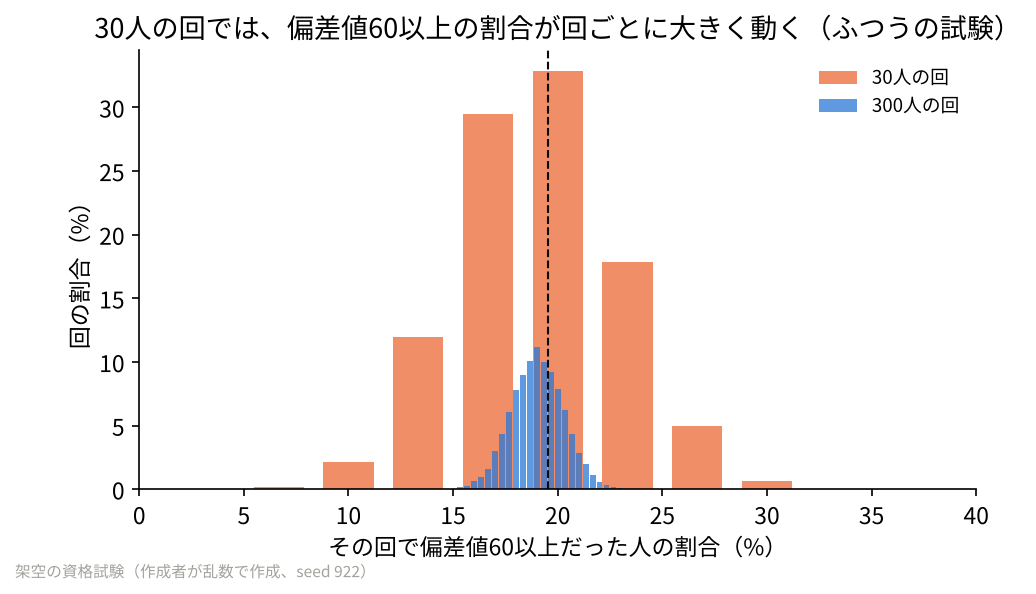 30人の回では、偏差値60以上の割合が回ごとに大きく動く（ふつうの試験）
30人の回
300人の回
回の割合（%）
30
25
20
15
10
5
0
0 5 10 15 20 25 30 35 40
その回で偏差値60以上だった人の割合（%）
架空の資格試験（作成者が乱数で作成、seed 922）